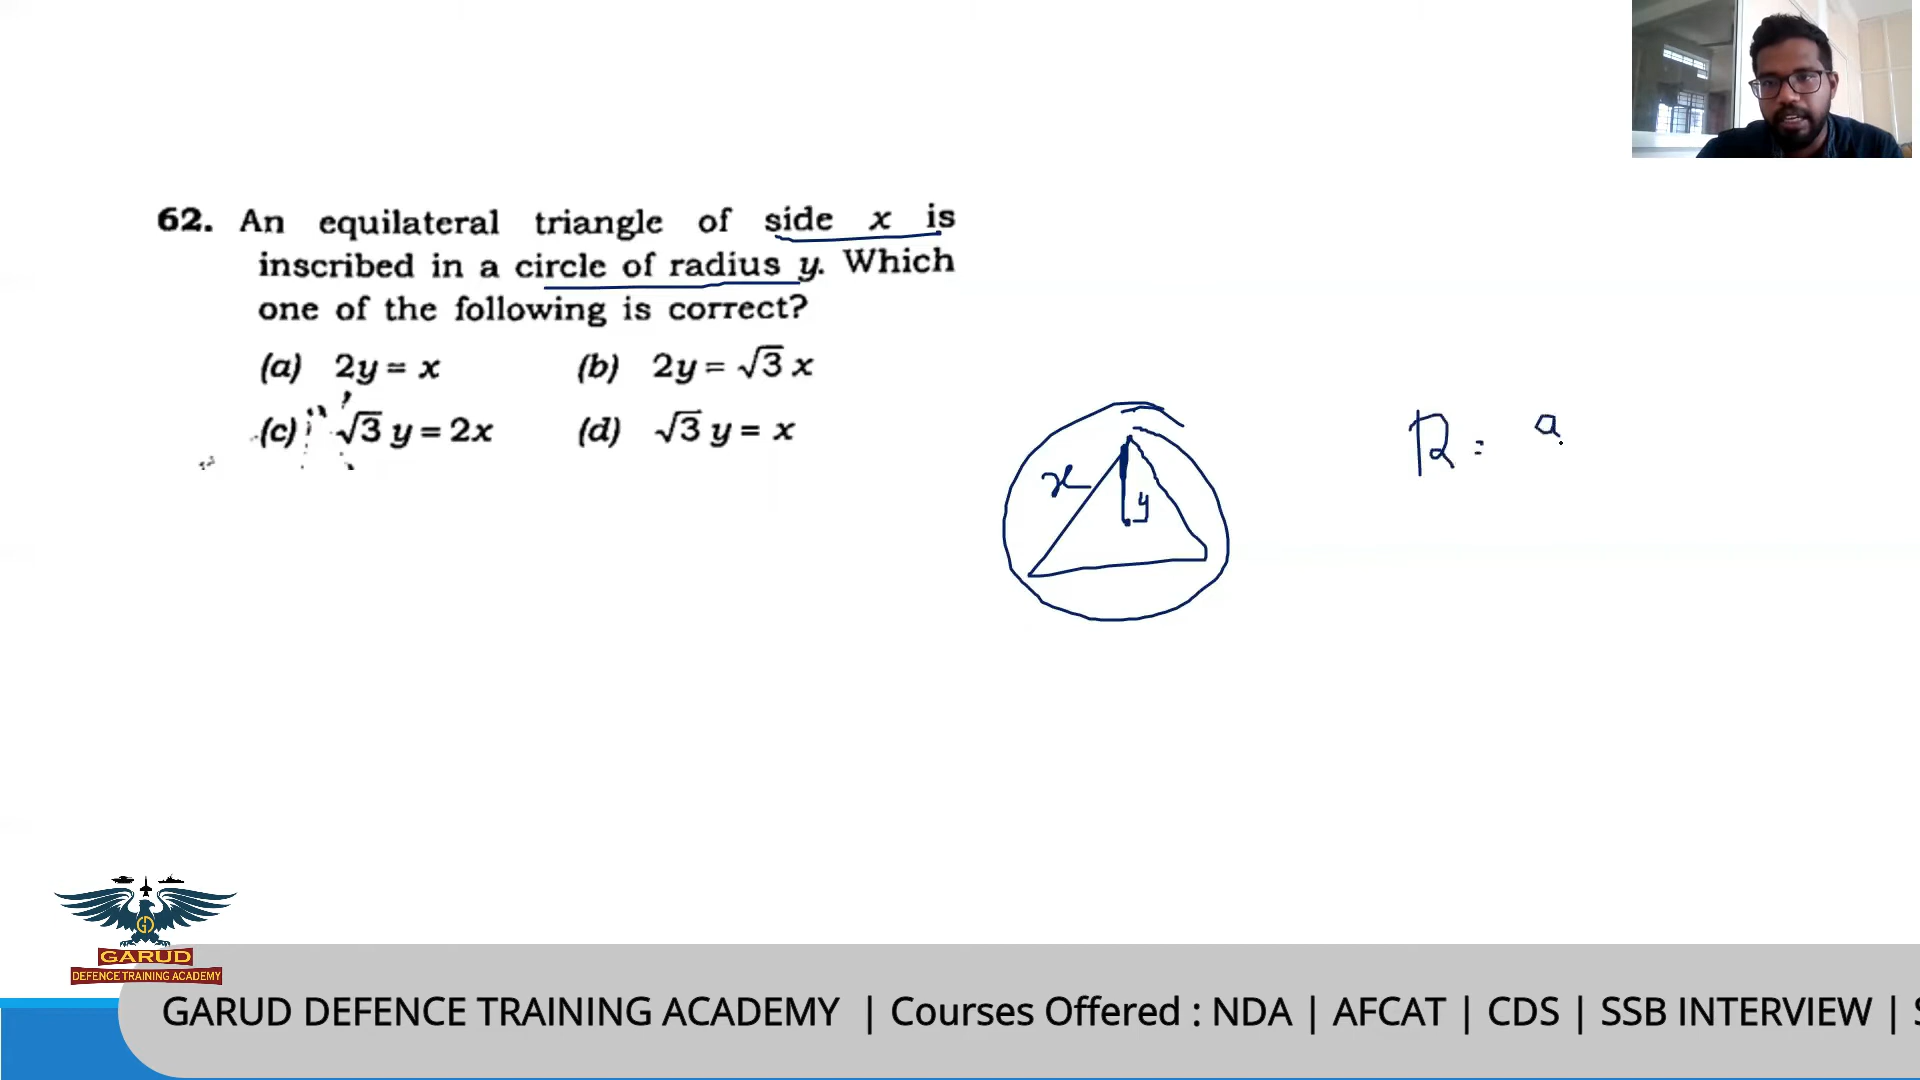 62. An equilateral triangle of side x is
inscribed in a circle of radius y. Which
one of the following is correct?
(a) 2y = x (b) 2y = √3 x
(c) √3 y = 2x (d) √3 y = x
x
y
R = a
GARUD
DEFENCE TRAINING ACADEMY
GARUD DEFENCE TRAINING ACADEMY | Courses Offered : NDA | AFCAT | CDS | SSB INTERVIEW | S